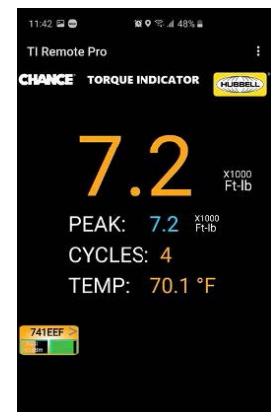 11:42 48%
TI Remote Pro
CHANCE TORQUE INDICATOR HUBBELL
7.2 X1000 Ft-lb
PEAK: 7.2 X1000 Ft-lb
CYCLES: 4
TEMP: 70.1 °F
741EEF >